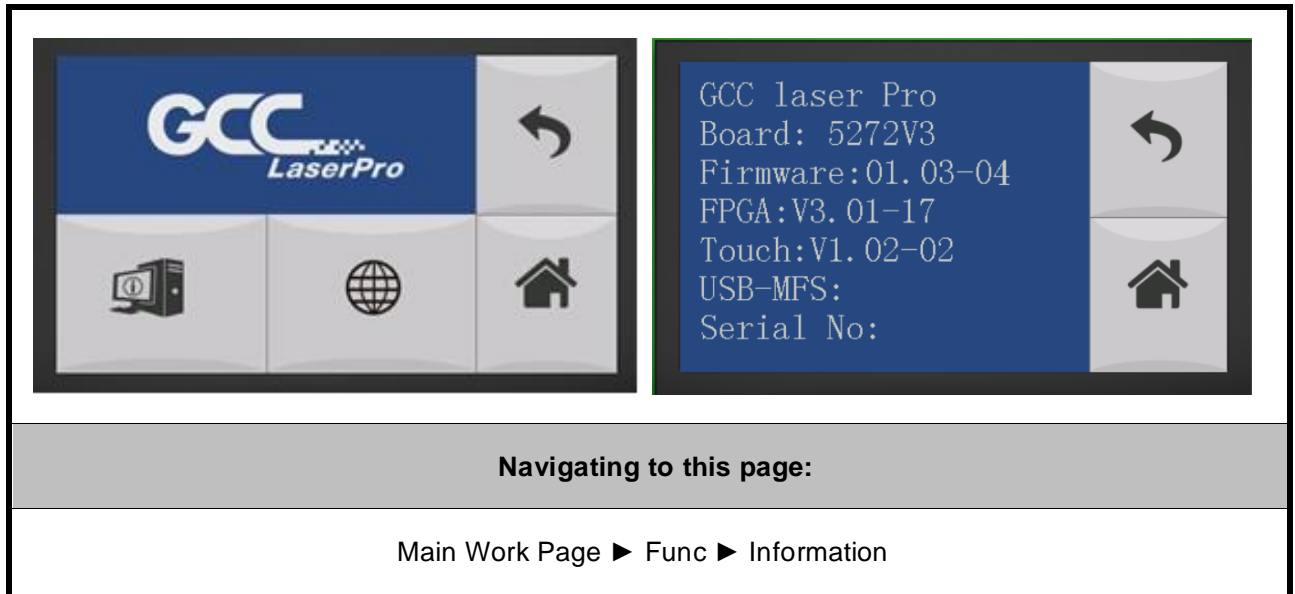 GCC
LaserPro
GCC laser Pro
Board: 5272V3
Firmware:01.03-04
FPGA:V3.01-17
Touch:V1.02-02
USB-MFS:
Serial No:
Navigating to this page:
Main Work Page ► Func ► Information